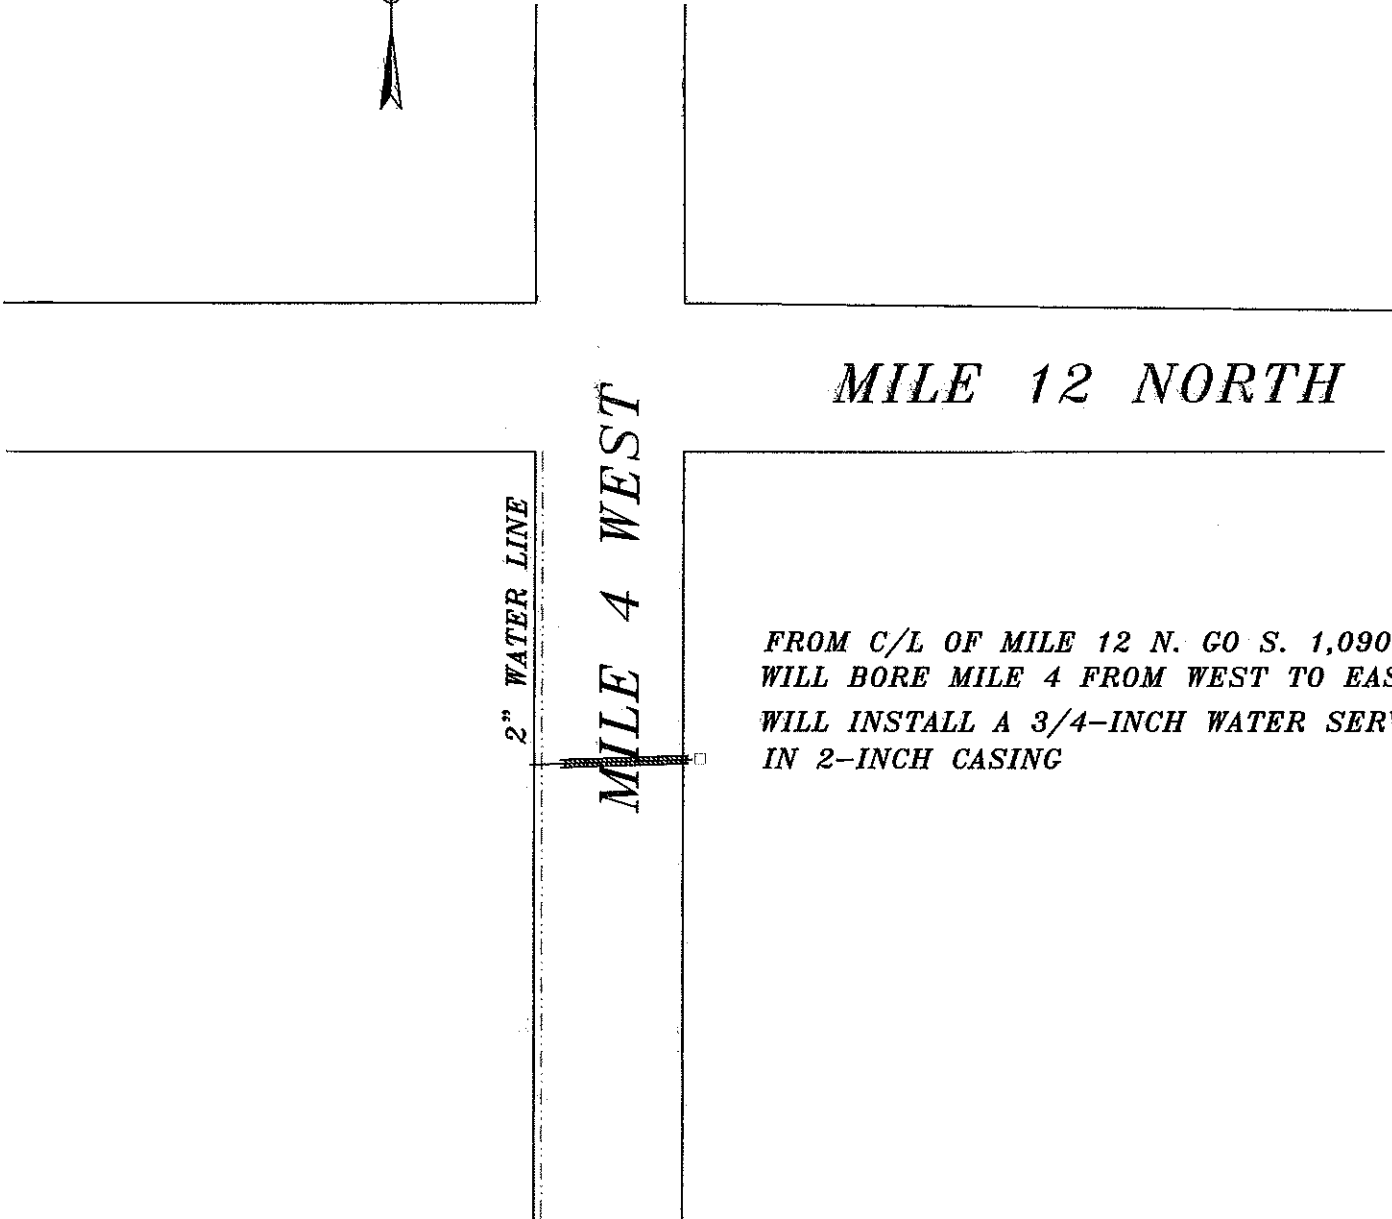 MILE 12 NORTH
MILE 4 WEST
2" WATER LINE
FROM C/L OF MILE 12 N. GO S. 1,090
WILL BORE MILE 4 FROM WEST TO EAS
WILL INSTALL A 3/4-INCH WATER SER
IN 2-INCH CASING